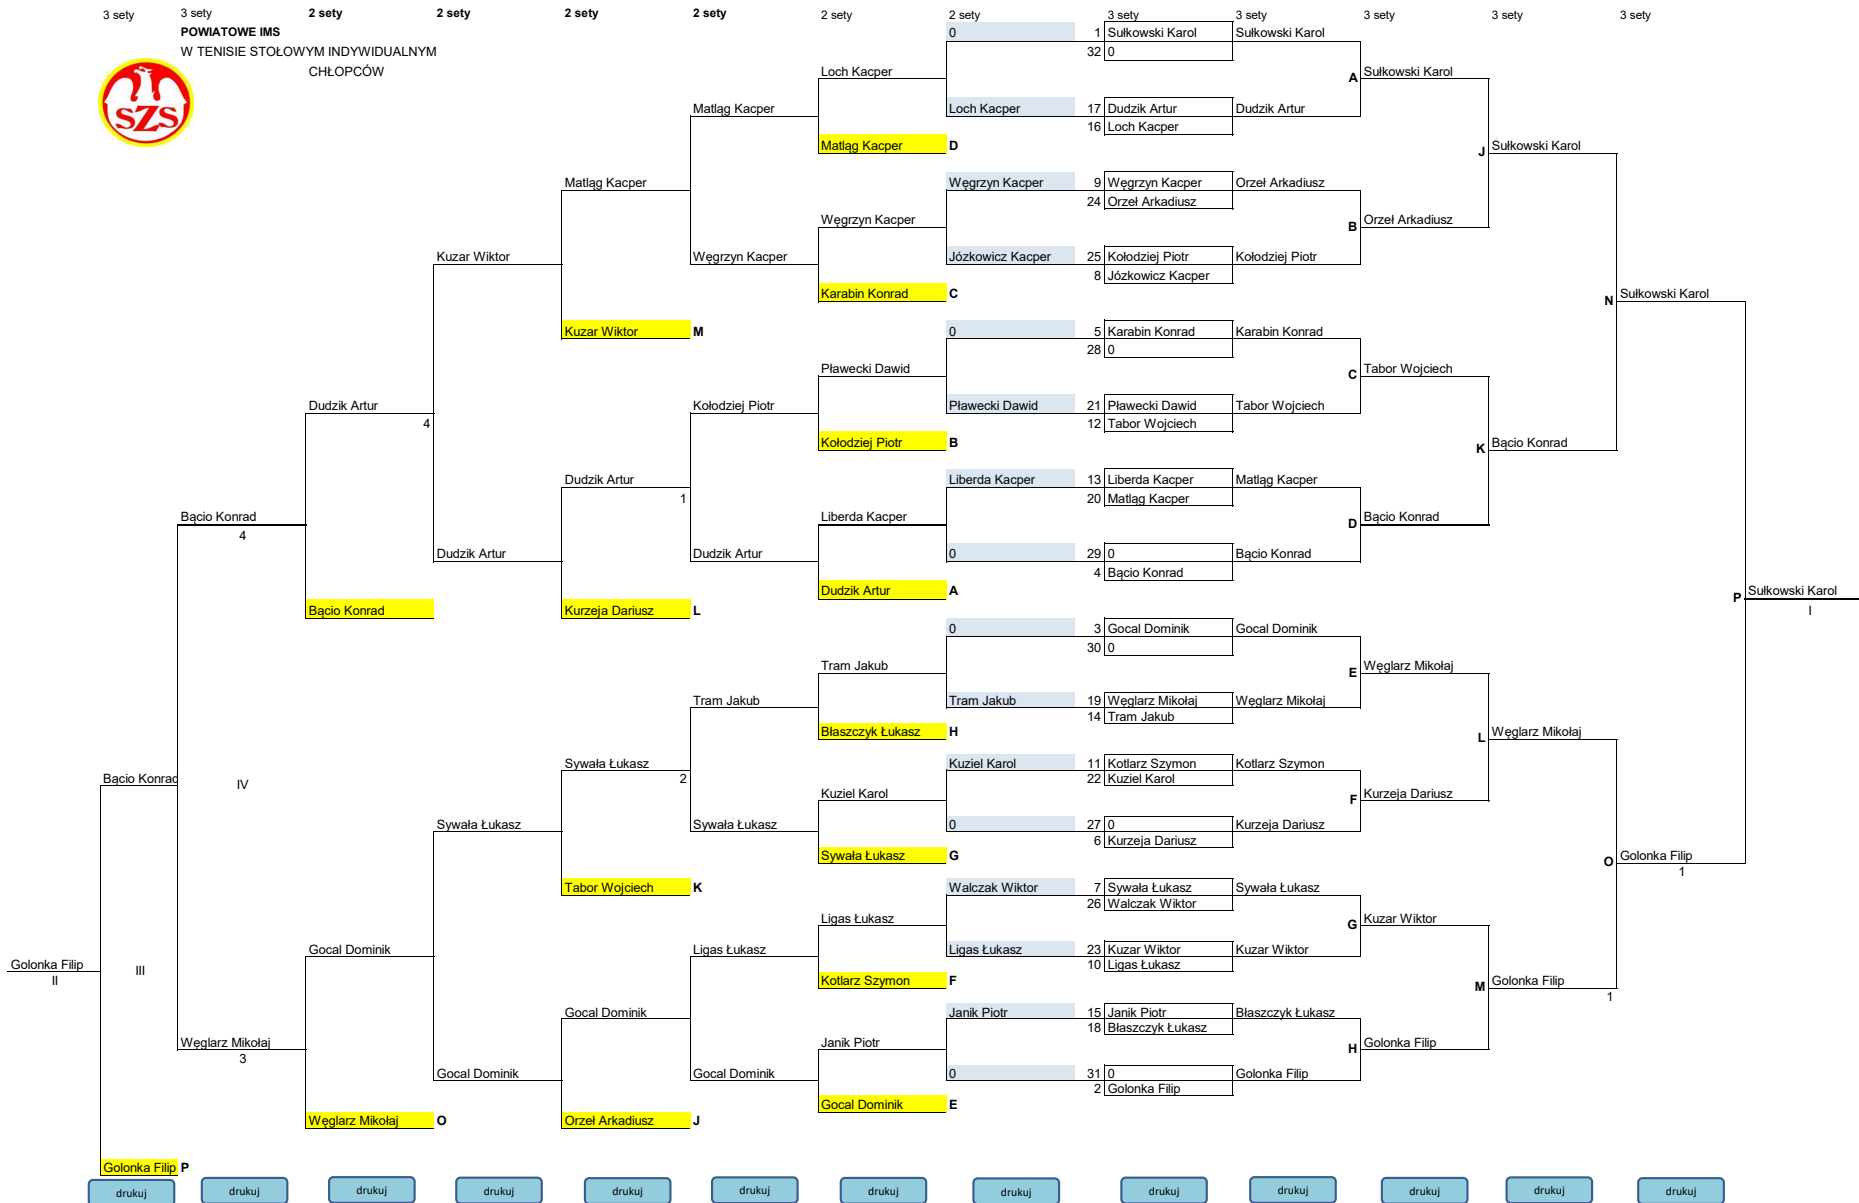 3 sety 3 sety 2 sety 2 sety 2 sety 2 sety 2 sety 2 sety 3 sety 3 sety 3 sety 3 sety 3 sety
POWIATOWE IMS
W TENISIE STOŁOWYM INDYWIDUALNYM
CHŁOPCÓW
SZS
0 1 Sułkowski Karol Sułkowski Karol
32 0
Loch Kacper A Sułkowski Karol
Matląg Kacper Loch Kacper 17 Dudzik Artur Dudzik Artur
16 Loch Kacper
Matląg Kacper D J Sułkowski Karol
Matląg Kacper Węgrzyn Kacper 9 Węgrzyn Kacper Orzeł Arkadiusz
24 Orzeł Arkadiusz
Węgrzyn Kacper B Orzeł Arkadiusz
Kuzar Wiktor Węgrzyn Kacper Józkowicz Kacper 25 Kołodziej Piotr Kołodziej Piotr
8 Józkowicz Kacper
Karabin Konrad C N Sułkowski Karol
Kuzar Wiktor M 0 5 Karabin Konrad Karabin Konrad
28 0
Pławecki Dawid C Tabor Wojciech
Dudzik Artur Kołodziej Piotr Pławecki Dawid 21 Pławecki Dawid Tabor Wojciech
4 12 Tabor Wojciech
Kołodziej Piotr B K Bącio Konrad
Dudzik Artur Liberda Kacper 13 Liberda Kacper Matląg Kacper
1 20 Matląg Kacper
Bącio Konrad Liberda Kacper D Bącio Konrad
4
Dudzik Artur Dudzik Artur 0 29 0 Bącio Konrad
4 Bącio Konrad
Dudzik Artur A P Sułkowski Karol
Bącio Konrad Kurzeja Dariusz L I
0 3 Gocal Dominik Gocal Dominik
30 0
Tram Jakub E Węglarz Mikołaj
Tram Jakub Tram Jakub 19 Węglarz Mikołaj Węglarz Mikołaj
14 Tram Jakub
Błaszczyk Łukasz H L Węglarz Mikołaj
Sywała Łukasz Kuziel Karol 11 Kotlarz Szymon Kotlarz Szymon
Bącio Konrad IV 2 22 Kuziel Karol
Kuziel Karol F Kurzeja Dariusz
Sywała Łukasz Sywała Łukasz 0 27 0 Kurzeja Dariusz
6 Kurzeja Dariusz
Sywała Łukasz G O Golonka Filip
1
Tabor Wojciech K Walczak Wiktor 7 Sywała Łukasz Sywała Łukasz
26 Walczak Wiktor
Ligas Łukasz G Kuzar Wiktor
Gocal Dominik Ligas Łukasz Ligas Łukasz 23 Kuzar Wiktor Kuzar Wiktor
Golonka Filip III 10 Ligas Łukasz
II Kotlarz Szymon F M Golonka Filip
1
Gocal Dominik Janik Piotr 15 Janik Piotr Błaszczyk Łukasz
18 Błaszczyk Łukasz
Węglarz Mikołaj Janik Piotr H Golonka Filip
3
Gocal Dominik Gocal Dominik 0 31 0 Golonka Filip
2 Golonka Filip
Gocal Dominik E
Węglarz Mikołaj O Orzeł Arkadiusz J
Golonka Filip P
drukuj drukuj drukuj drukuj drukuj drukuj drukuj drukuj drukuj drukuj drukuj drukuj drukuj